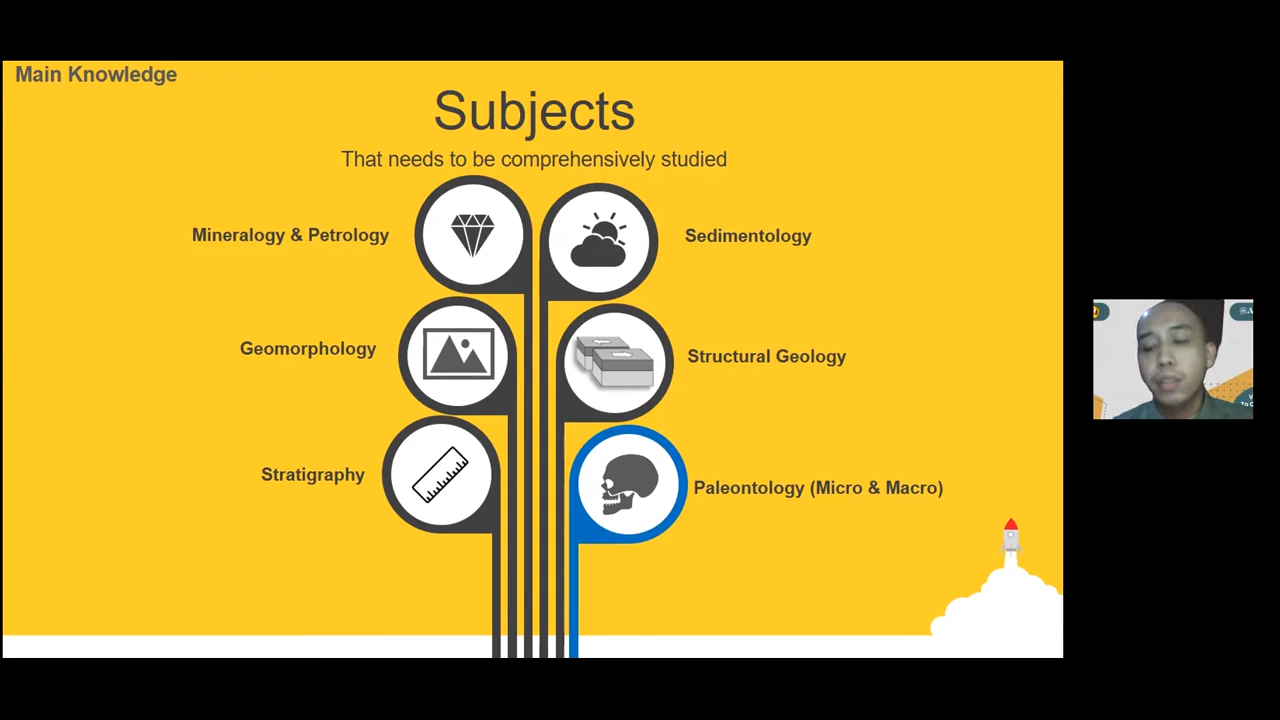 Main Knowledge
Subjects
That needs to be comprehensively studied
Mineralogy & Petrology
Sedimentology
Geomorphology
Structural Geology
Stratigraphy
Paleontology (Micro & Macro)